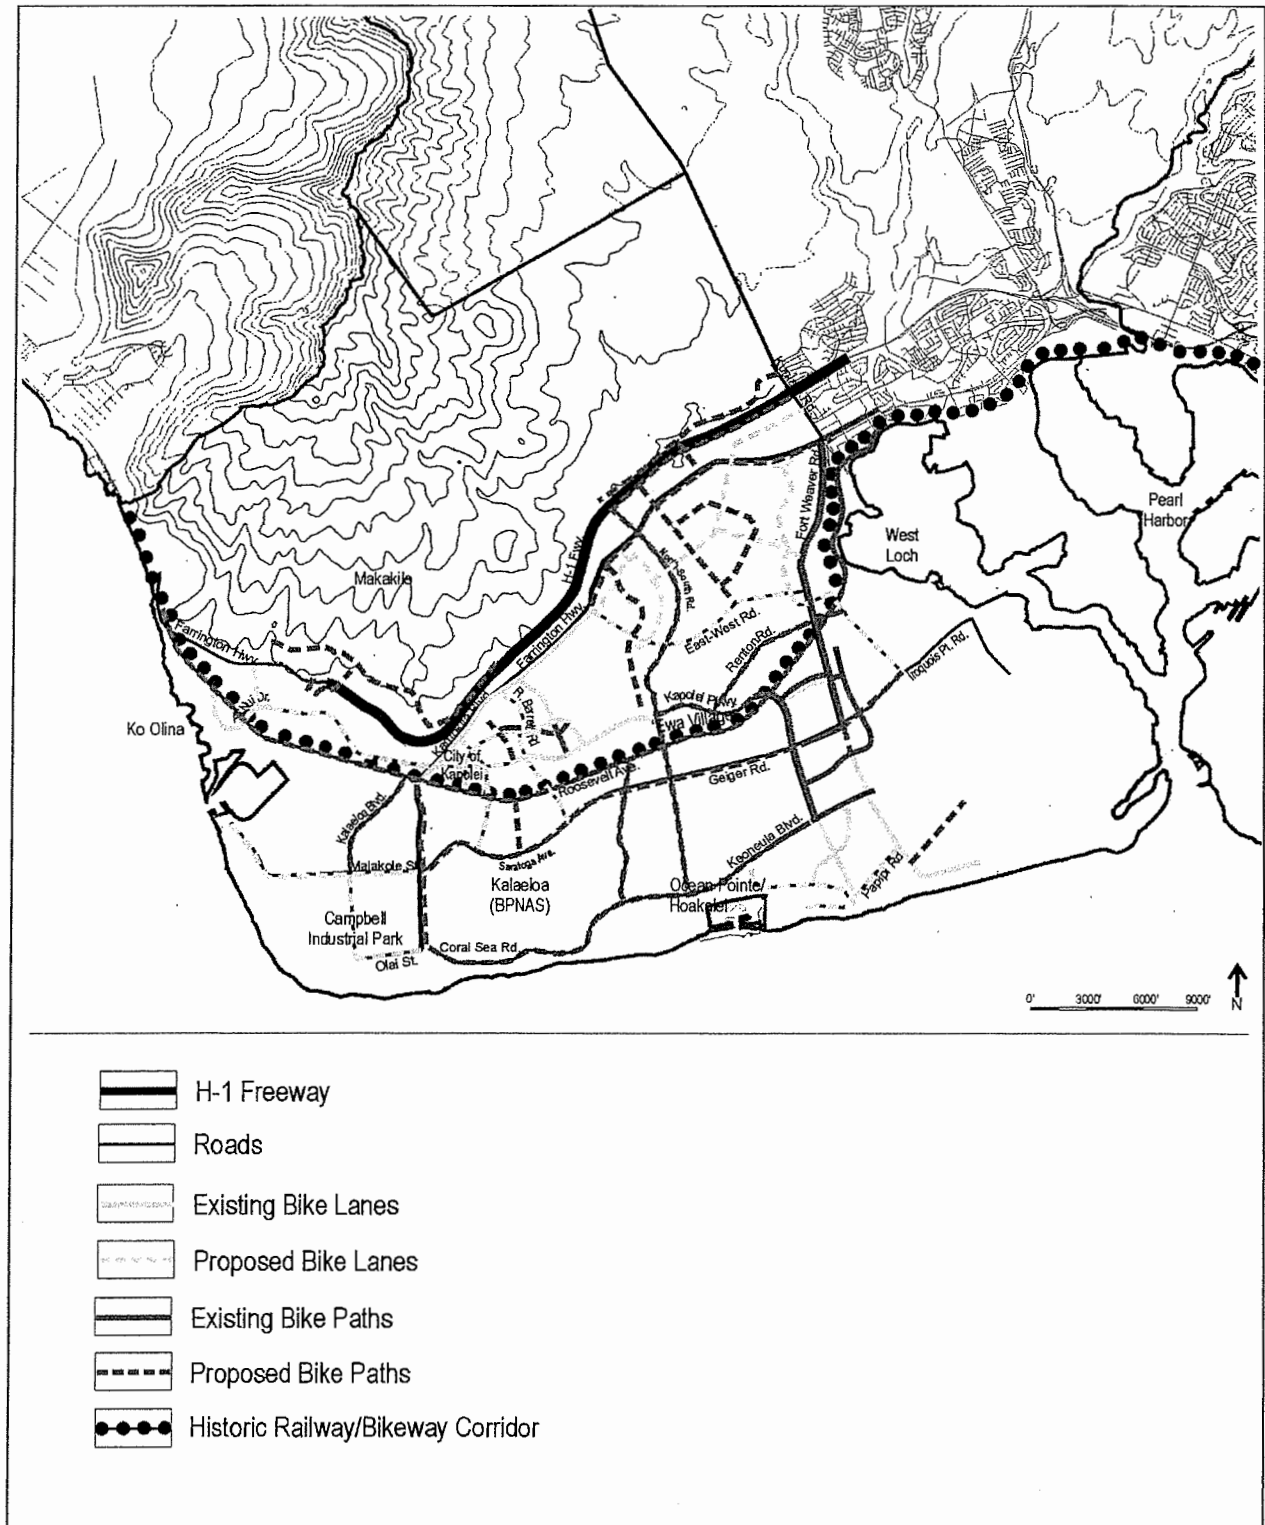 Pearl
Harbor
West
Loch
Fort Weaver Rd.
H-1 Fwy.
Makakilo
North-South Rd.
Farrington Hwy.
Farrington Hwy.
East-West Rd.
Renton Rd.
Iroquois Pt. Rd.
Kapolei Pkwy.
Ewa Villages
Ko Olina
R. Barret Rd.
City of
Kapolei
Roosevelt Ave.
Geiger Rd.
Kalaeloa Blvd.
Malakole St.
Saratoga Ave.
Keoneula Blvd.
Papipi Rd.
Kalaeloa
(BPNAS)
Ocean Pointe/
Hoakalei
Campbell
Industrial Park
Coral Sea Rd.
Olai St.
0' 3000' 6000' 9000'
N
H-1 Freeway
Roads
Existing Bike Lanes
Proposed Bike Lanes
Existing Bike Paths
Proposed Bike Paths
Historic Railway/Bikeway Corridor